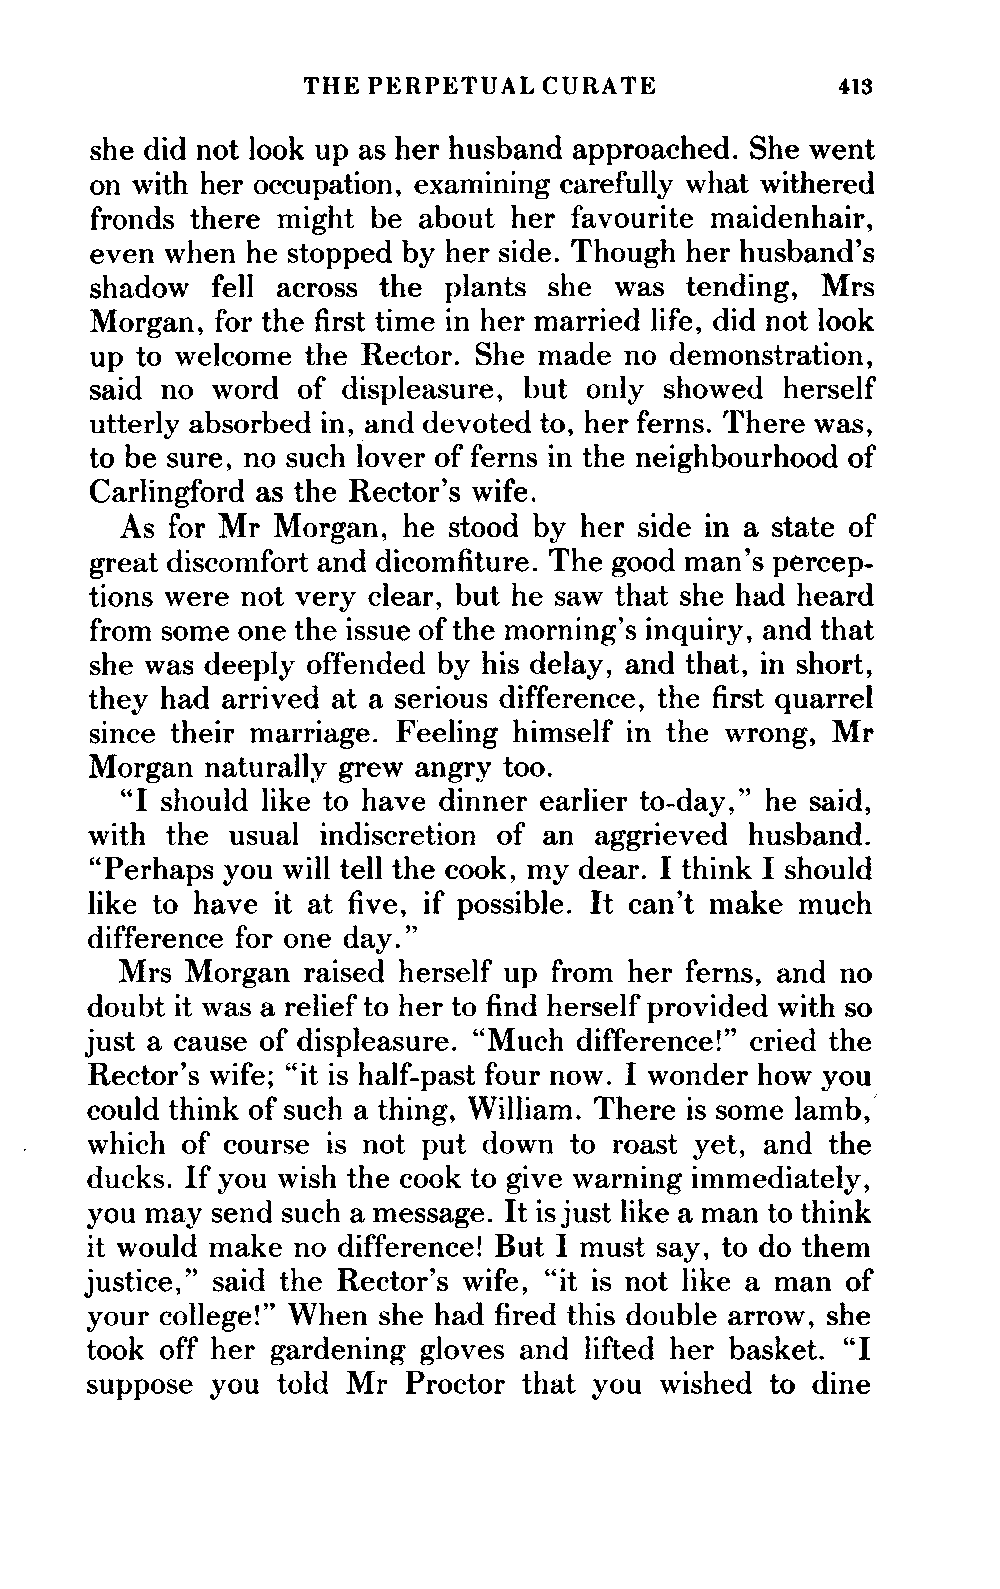 THE PERPETUAL CURATE 413
she did not look up as her husband approached. She went
on with her occupation, examining carefully what withered
fronds there might be about her favourite maidenhair,
even when he stopped by her side. Though her husband's
shadow fell across the plants she was tending, Mrs
Morgan, for the first time in her married life, did not look
up to welcome the Rector. She made no demonstration,
said no word of displeasure, but only showed herself
utterly absorbed in, and devoted to, her ferns. There was,
to be sure, no such lover of ferns in the neighbourhood of
Carlingford as the Rector's wife.
As for Mr Morgan, he stood by her side in a state of
great discomfort and dicomfiture. The good man's percep-
tions were not very clear, but he saw that she had heard
from some one the issue of the morning's inquiry, and that
she was deeply offended by his delay, and that, in short,
they had arrived at a serious difference, the first quarrel
since their marriage. Feeling himself in the wrong, Mr
Morgan naturally grew angry too.
“I should like to have dinner earlier to-day,” he said,
with the usual indiscretion of an aggrieved husband.
“Perhaps you will tell the cook, my dear. I think I should
like to have it at five, if possible. It can't make much
difference for one day.”
Mrs Morgan raised herself up from her ferns, and no
doubt it was a relief to her to find herself provided with so
just a cause of displeasure. “Much difference!” cried the
Rector's wife; “it is half-past four now. I wonder how you
could think of such a thing, William. There is some lamb,
which of course is not put down to roast yet, and the
ducks. If you wish the cook to give warning immediately,
you may send such a message. It is just like a man to think
it would make no difference! But I must say, to do them
justice,” said the Rector's wife, “it is not like a man of
your college!” When she had fired this double arrow, she
took off her gardening gloves and lifted her basket. “I
suppose you told Mr Proctor that you wished to dine